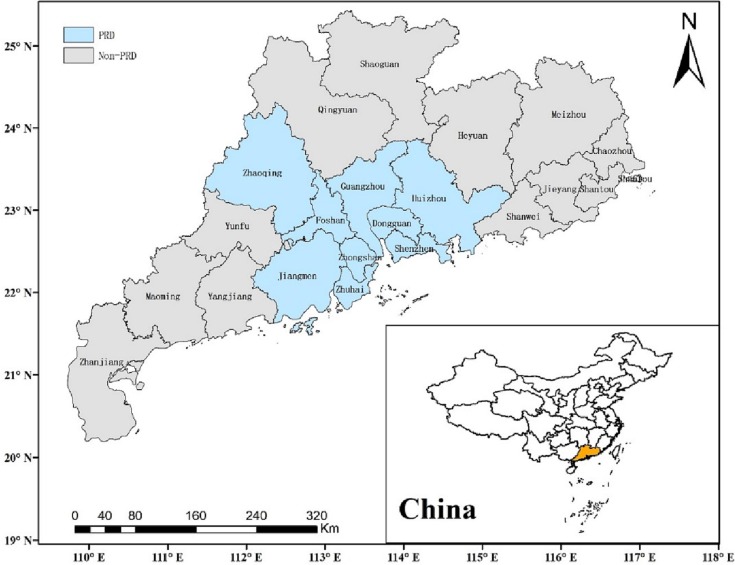 N
PRD
Non-PRD
25° N
24° N
23° N
22° N
21° N
20° N
19° N
Shaoguan
Qingyuan
Meizhou
Heyuan
Chaozhou
Zhaoqing
Guangzhou
Huizhou
Jieyang
Shantou
Foshan
Dongguan
Shanwei
Yunfu
Shenzhen
Zhongshan
Jiangmen
Zhuhai
Maoming
Yangjiang
Zhanjiang
China
0 40 80 160 240 320
Km
110° E 111° E 112° E 113° E 114° E 115° E 116° E 117° E 118° E